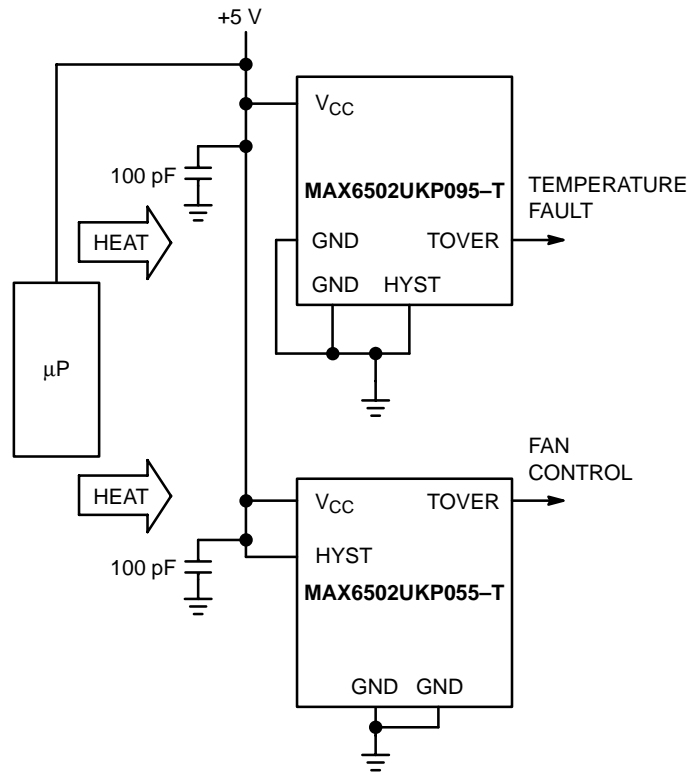 +5 V
VCC
100 pF
MAX6502UKP095–T
TEMPERATURE
FAULT
HEAT
GND
TOVER
GND
HYST
μP
FAN
CONTROL
HEAT
VCC
TOVER
100 pF
HYST
MAX6502UKP055–T
GND
GND